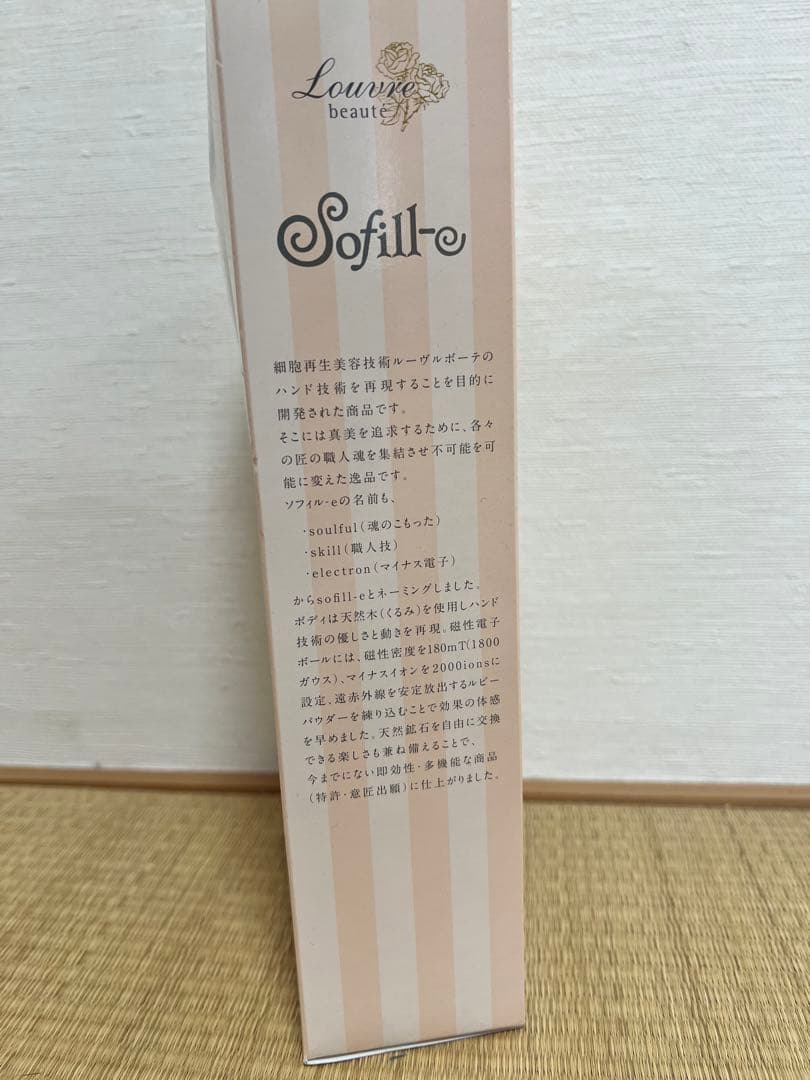 Louvre
beauté
Sofill-e
細胞再生美容技術ルーヴルボーテの
ハンド技術を再現することを目的に
開発された商品です。
そこには真美を追求するために、各々
の匠の職人魂を集結させ不可能を可
能に変えた逸品です。
ソフィル-eの名前も、
・soulful(魂のこもった)
・skill(職人技)
・electron(マイナス電子)
からsofill-eとネーミングしました。
ボディは天然木(くるみ)を使用しハンド
技術の優しさと動きを再現。磁性電子
ボールには、磁性密度を180mT(1800
ガウス)、マイナスイオンを2000ionsに
設定、遠赤外線を安定放出するルビー
パウダーを練り込むことで効果の体感
を早めました。天然鉱石を自由に交換
できる楽しさも兼ね備えることで、
今までにない即効性・多機能な商品
(特許・意匠出願)に仕上がりました。